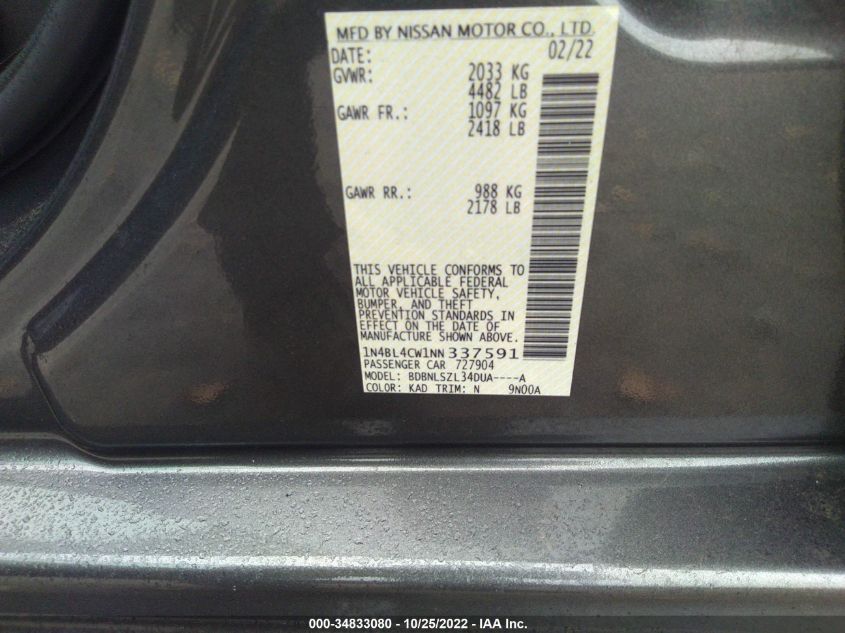 MFD BY NISSAN MOTOR CO., LTD.
DATE: 02/22
GVWR: 2033 KG
4482 LB
GAWR FR.: 1097 KG
2418 LB
GAWR RR.: 988 KG
2178 LB
THIS VEHICLE CONFORMS TO
ALL APPLICABLE FEDERAL
MOTOR VEHICLE SAFETY,
BUMPER, AND THEFT
PREVENTION STANDARDS IN
EFFECT ON THE DATE OF
MANUFACTURE SHOWN ABOVE.
1N4BL4CW1NN 337591
PASSENGER CAR 727904
MODEL: BDBNLSZL34DUA----A
COLOR: KAD TRIM: N 9N00A
000-34833080 - 10/25/2022 - IAA Inc.